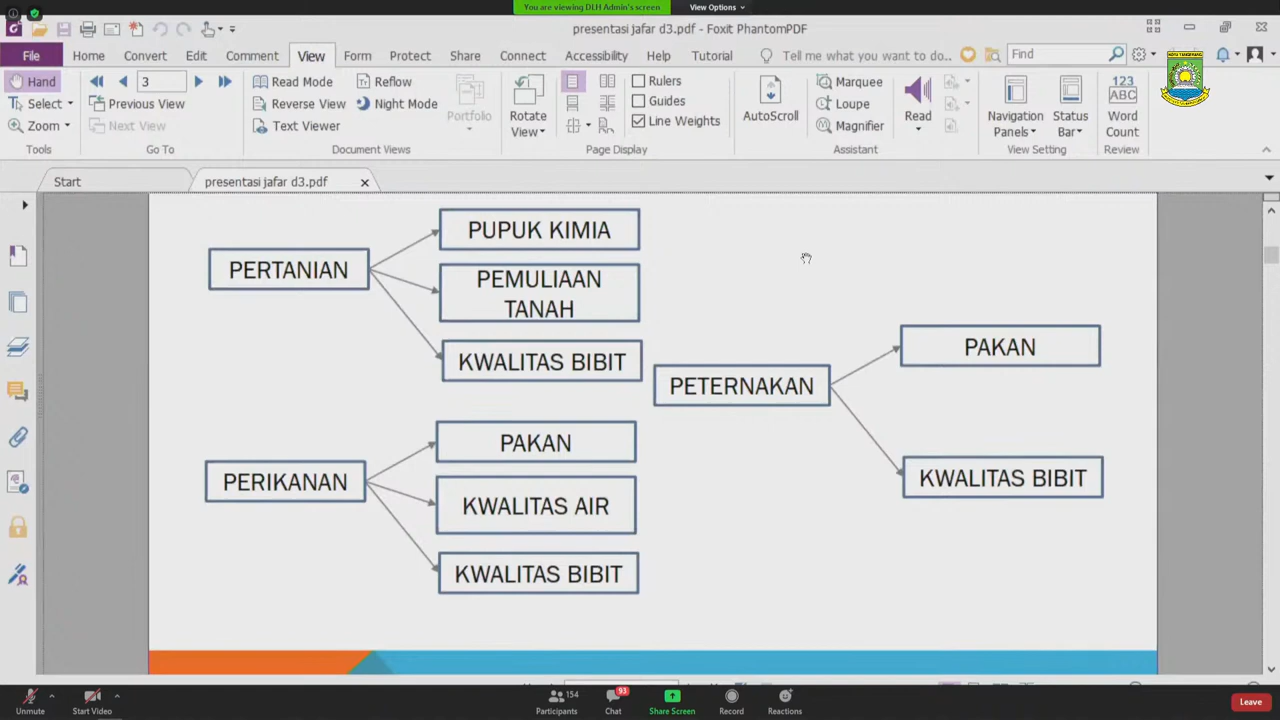 You are viewing DLH Admin's screen
View Options
presentasi jafar d3.pdf - Foxit PhantomPDF
File
Home
Convert
Edit
Comment
View
Form
Protect
Share
Connect
Accessibility
Help
Tutorial
Tell me what you want to do..
Find
Hand
3
Read Mode
Reflow
Rulers
Marquee
Select
Previous View
Reverse View
Night Mode
Guides
Loupe
Zoom
Next View
Text Viewer
Portfolio
Rotate
View
Line Weights
AutoScroll
Magnifier
Read
Navigation
Panels
Status
Bar
123
ABC
Word
Count
Tools
Go To
Document Views
Page Display
Assistant
View Setting
Review
Start
presentasi jafar d3.pdf
PERTANIAN
PUPUK KIMIA
PEMULIAAN
TANAH
KWALITAS BIBIT
PERIKANAN
PAKAN
KWALITAS AIR
KWALITAS BIBIT
PETERNAKAN
PAKAN
KWALITAS BIBIT
Unmute
Start Video
154
Participants
93
Chat
Share Screen
Record
Reactions
Leave